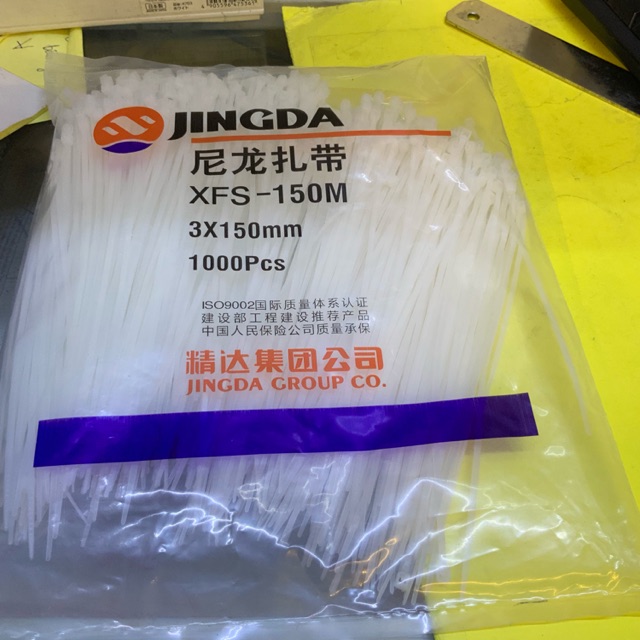 JINGDA
尼龙扎带
XFS-150M
3X150mm
1000Pcs
ISO9002国际质量体系认证
建设部工程建设推荐产品
中国人民保险公司质量承保
精达集团公司
JINGDA GROUP CO.